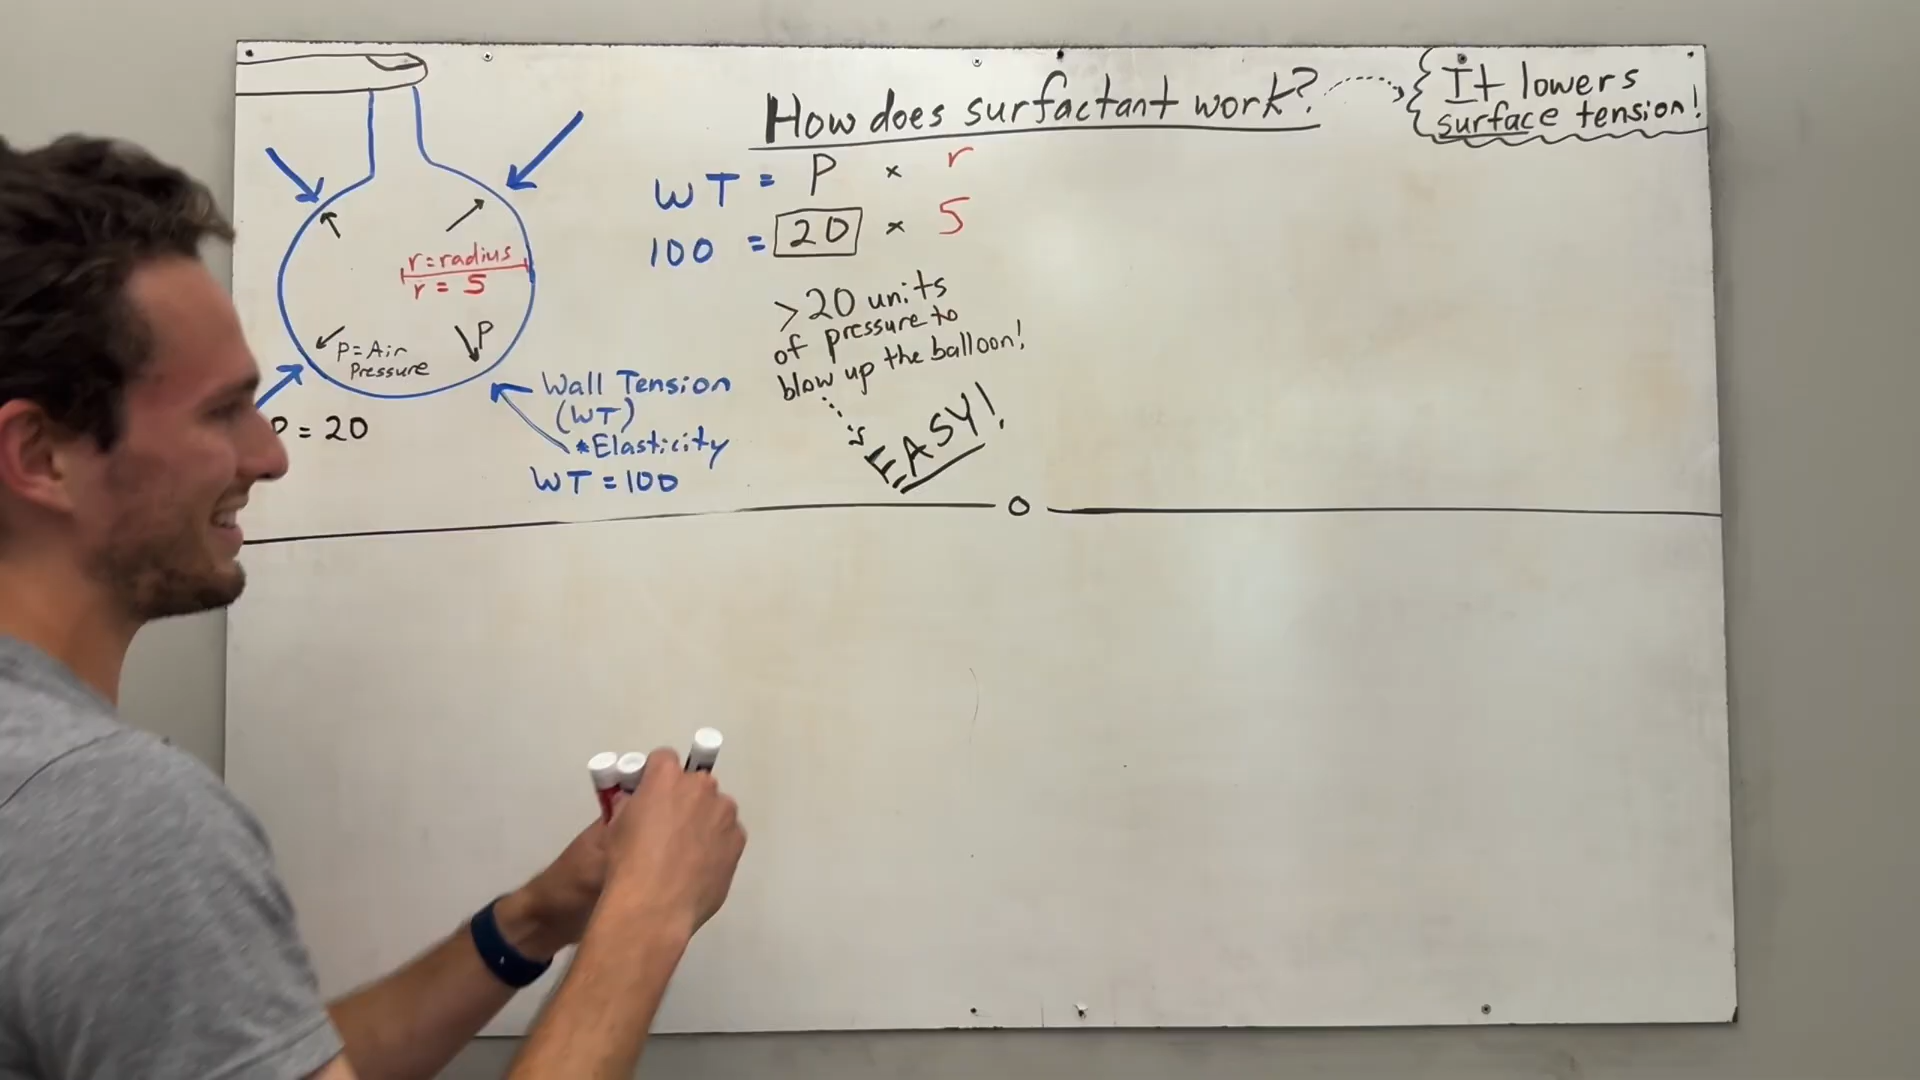 How does surfactant work?
It lowers
surface tension!
WT = P × r
100 = 20 × 5
r = radius
r = 5
P
P = Air
Pressure
= 20
Wall Tension
(WT)
*Elasticity
WT = 100
>20 units
of pressure to
blow up the balloon!
EASY!